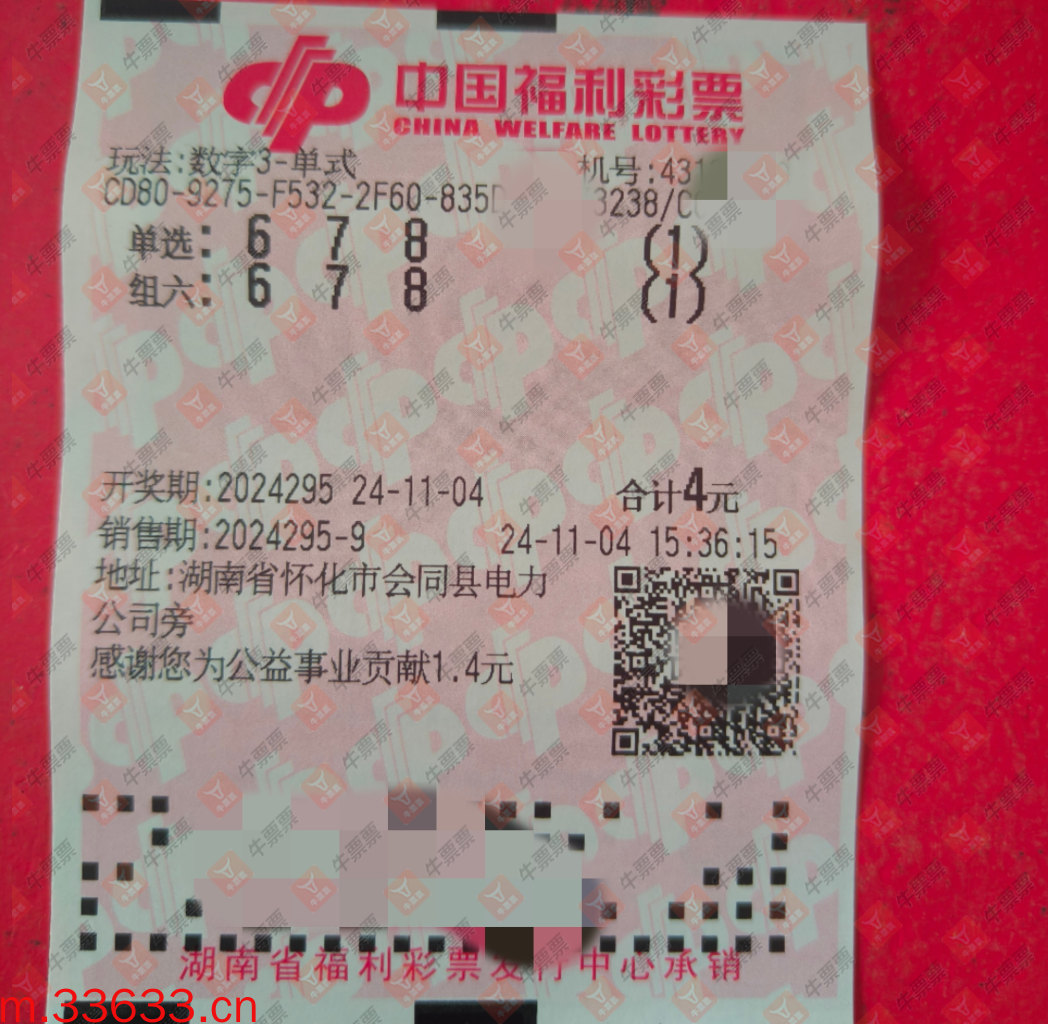 中国福利彩票
CHINA WELFARE LOTTERY
玩法:数字3-单式 机号:431
CD80-9275-F532-2F60-835 3238/C
单选: 6 7 8 (1)
组六: 6 7 8 (1)
开奖期:2024295 24-11-04 合计4元
销售期:2024295-9 24-11-04 15:36:15
地址:湖南省怀化市会同县电力
公司旁
感谢您为公益事业贡献1.4元
湖南省福利彩票发行中心承销
m.33633.cn
牛票票